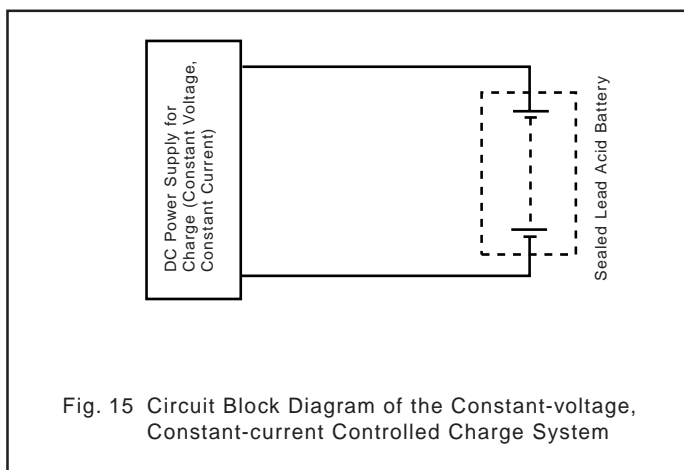 DC Power Supply for
Charge (Constant Voltage,
Constant Current)
Sealed Lead Acid Battery
Fig. 15 Circuit Block Diagram of the Constant-voltage,
Constant-current Controlled Charge System